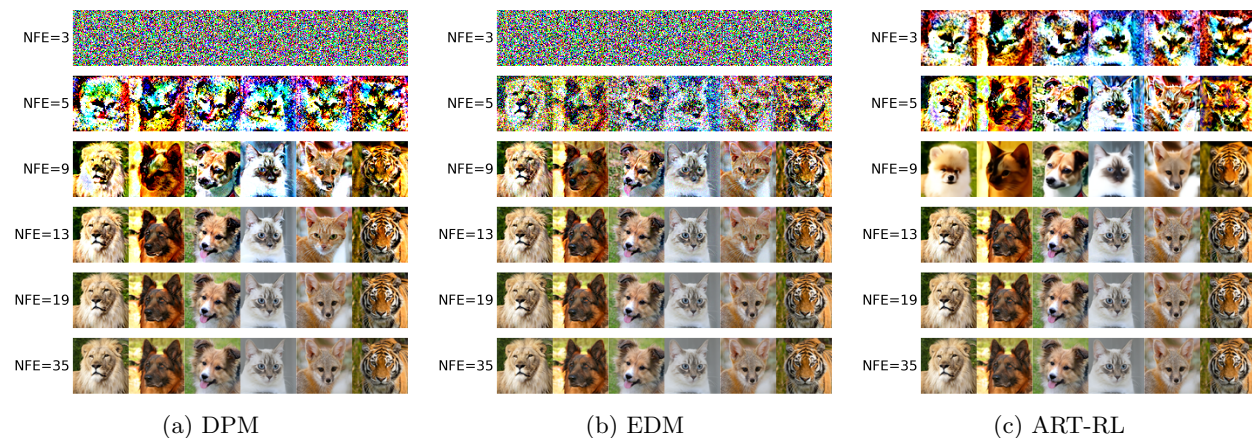 NFE=3
NFE=5
NFE=9
NFE=13
NFE=19
NFE=35
(a) DPM
NFE=3
NFE=5
NFE=9
NFE=13
NFE=19
NFE=35
(b) EDM
NFE=3
NFE=5
NFE=9
NFE=13
NFE=19
NFE=35
(c) ART-RL